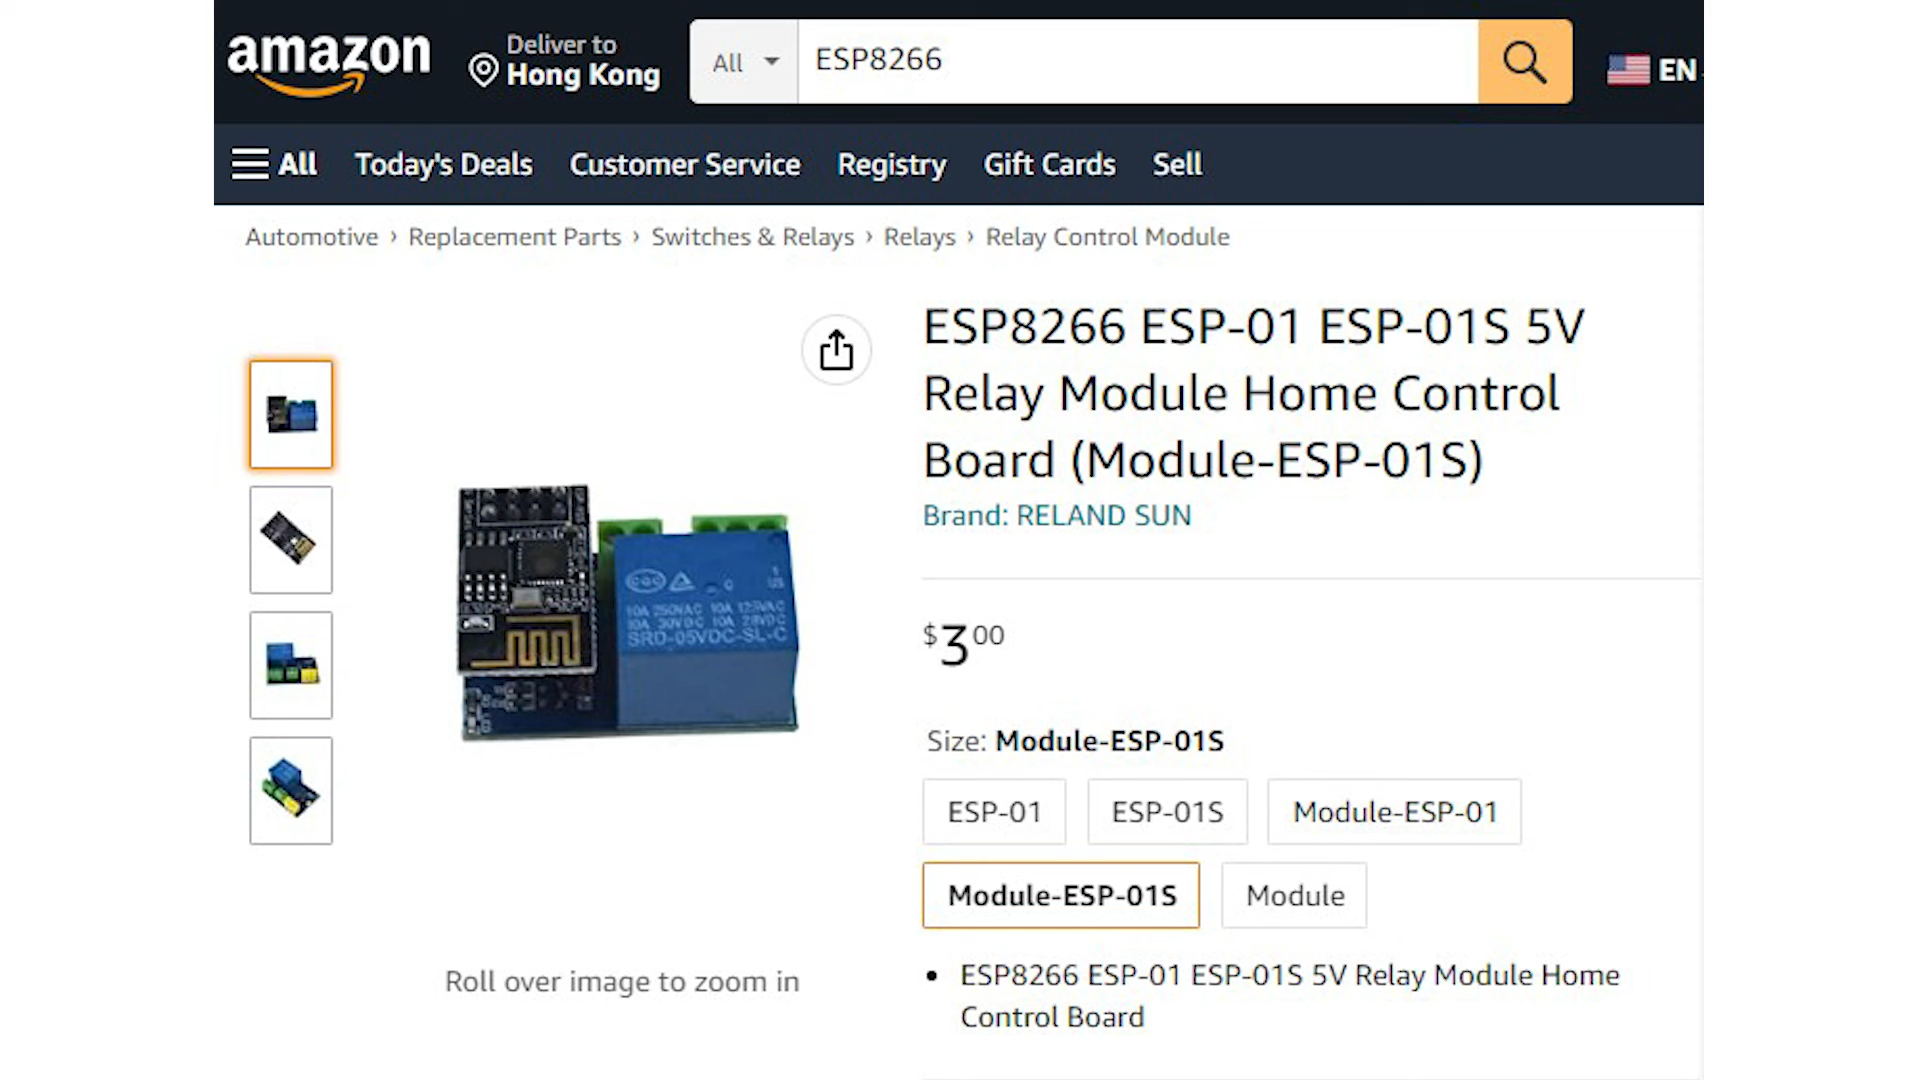 amazon
Deliver to
Hong Kong
All
ESP8266
EN
All Today's Deals Customer Service Registry Gift Cards Sell
Automotive › Replacement Parts › Switches & Relays › Relays › Relay Control Module
ESP8266 ESP-01 ESP-01S 5V
Relay Module Home Control
Board (Module-ESP-01S)
Brand: RELAND SUN
$3 00
Size: Module-ESP-01S
ESP-01 ESP-01S Module-ESP-01
Module-ESP-01S Module
• ESP8266 ESP-01 ESP-01S 5V Relay Module Home
Control Board
10A 250VAC 10A 125VAC
10A 30VDC 10A 28VDC
SRD-05VDC-SL-C
Roll over image to zoom in